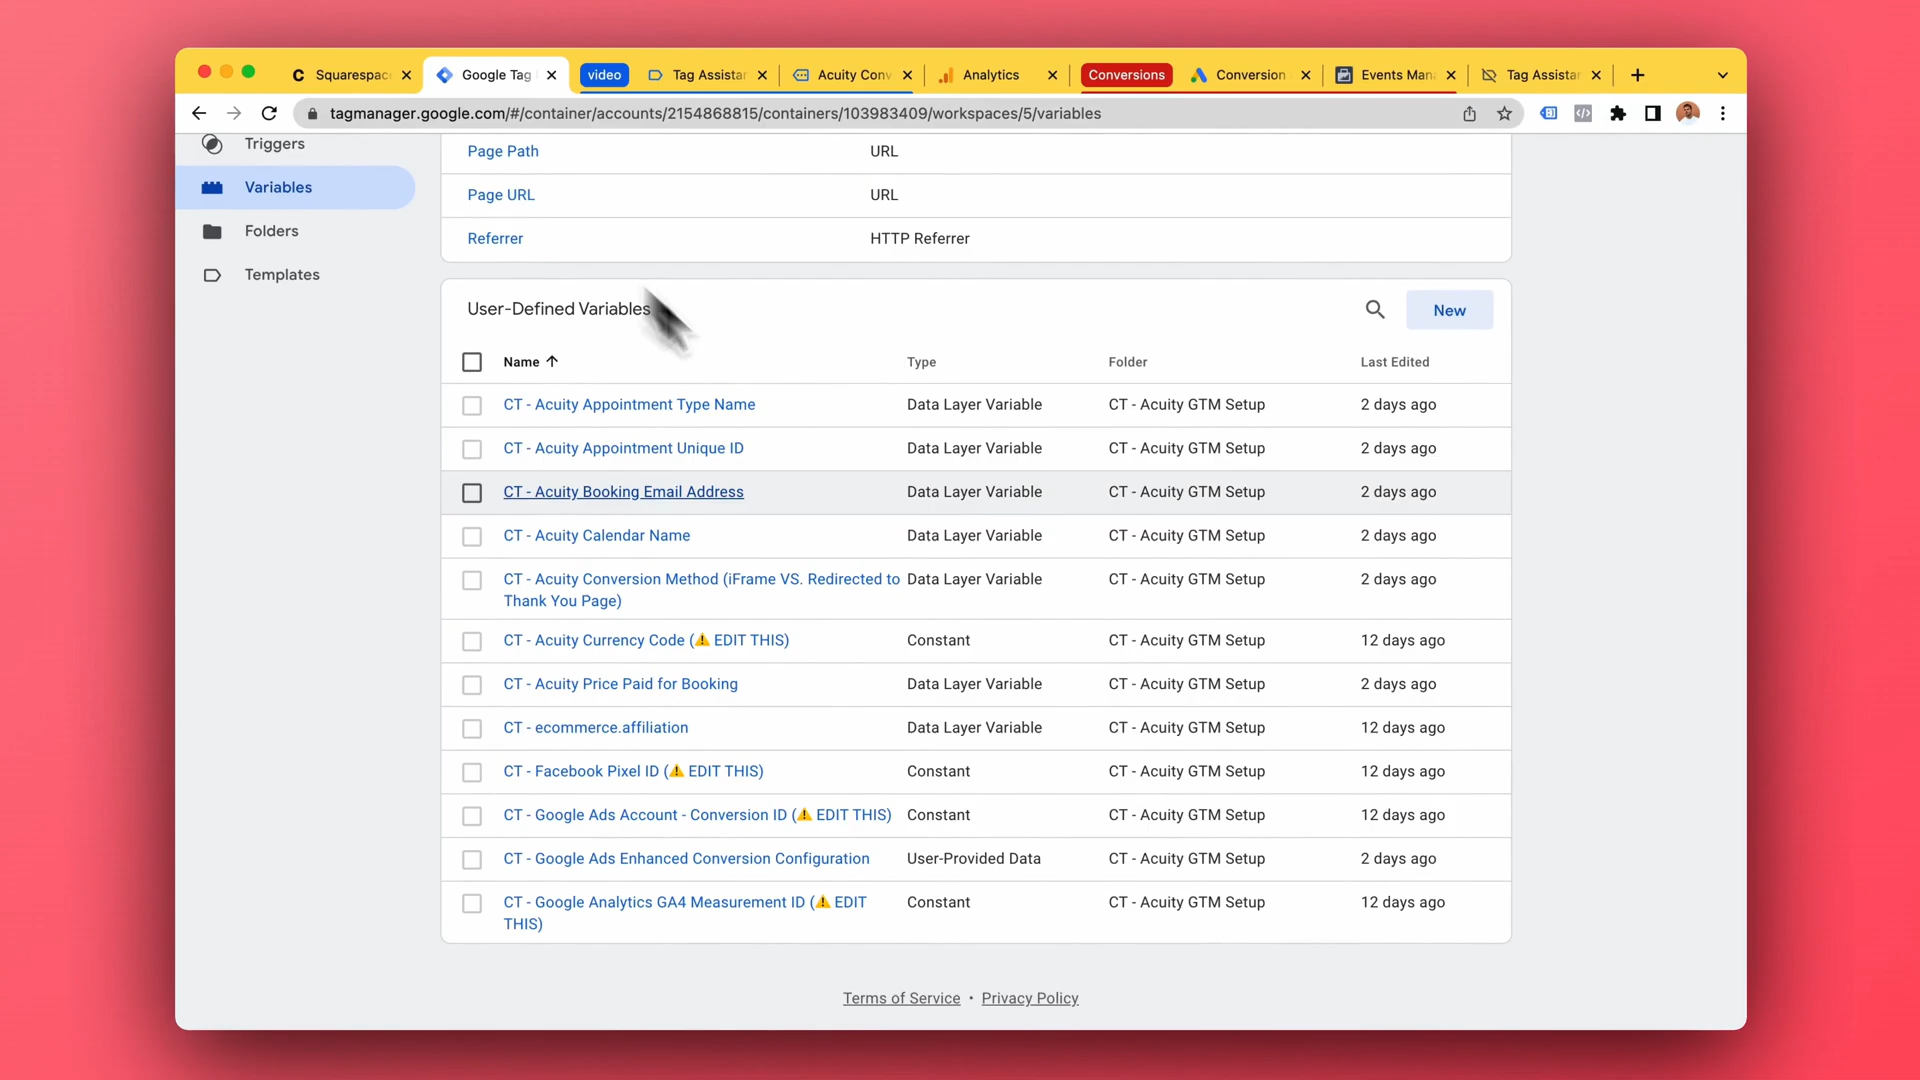 Squarespac
Google Tag
video
Tag Assistar
Acuity Conv
Analytics
Conversions
Conversion
Events Man
Tag Assistar
tagmanager.google.com/#/container/accounts/2154868815/containers/103983409/workspaces/5/variables
Triggers
Variables
Folders
Templates
Page Path URL
Page URL URL
Referrer HTTP Referrer
User-Defined Variables
New
Name Type Folder Last Edited
CT - Acuity Appointment Type Name Data Layer Variable CT - Acuity GTM Setup 2 days ago
CT - Acuity Appointment Unique ID Data Layer Variable CT - Acuity GTM Setup 2 days ago
CT - Acuity Booking Email Address Data Layer Variable CT - Acuity GTM Setup 2 days ago
CT - Acuity Calendar Name Data Layer Variable CT - Acuity GTM Setup 2 days ago
CT - Acuity Conversion Method (iFrame VS. Redirected to Data Layer Variable CT - Acuity GTM Setup 2 days ago
Thank You Page)
CT - Acuity Currency Code (⚠ EDIT THIS) Constant CT - Acuity GTM Setup 12 days ago
CT - Acuity Price Paid for Booking Data Layer Variable CT - Acuity GTM Setup 2 days ago
CT - ecommerce.affiliation Data Layer Variable CT - Acuity GTM Setup 12 days ago
CT - Facebook Pixel ID (⚠ EDIT THIS) Constant CT - Acuity GTM Setup 12 days ago
CT - Google Ads Account - Conversion ID (⚠ EDIT THIS) Constant CT - Acuity GTM Setup 12 days ago
CT - Google Ads Enhanced Conversion Configuration User-Provided Data CT - Acuity GTM Setup 2 days ago
CT - Google Analytics GA4 Measurement ID (⚠ EDIT Constant CT - Acuity GTM Setup 12 days ago
THIS)
Terms of Service • Privacy Policy